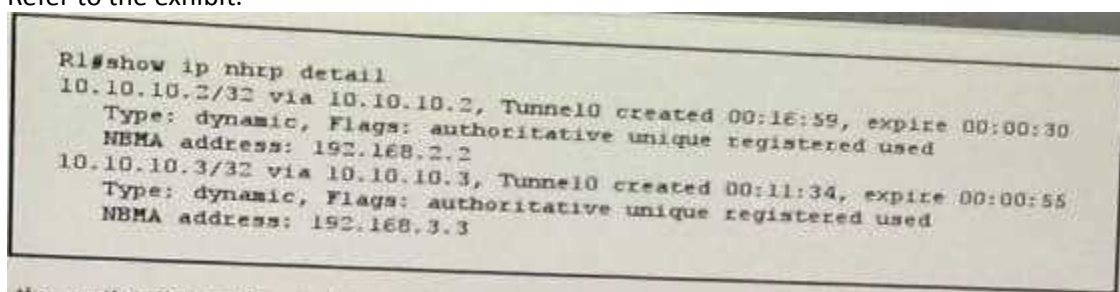 Refer to the exhibit.
R1#show ip nhrp detail
10.10.10.2/32 via 10.10.10.2, Tunnel0 created 00:16:59, expire 00:00:30
Type: dynamic, Flags: authoritative unique registered used
NBMA address: 192.168.2.2
10.10.10.3/32 via 10.10.10.3, Tunnel0 created 00:11:34, expire 00:00:55
Type: dynamic, Flags: authoritative unique registered used
NBMA address: 192.168.3.3